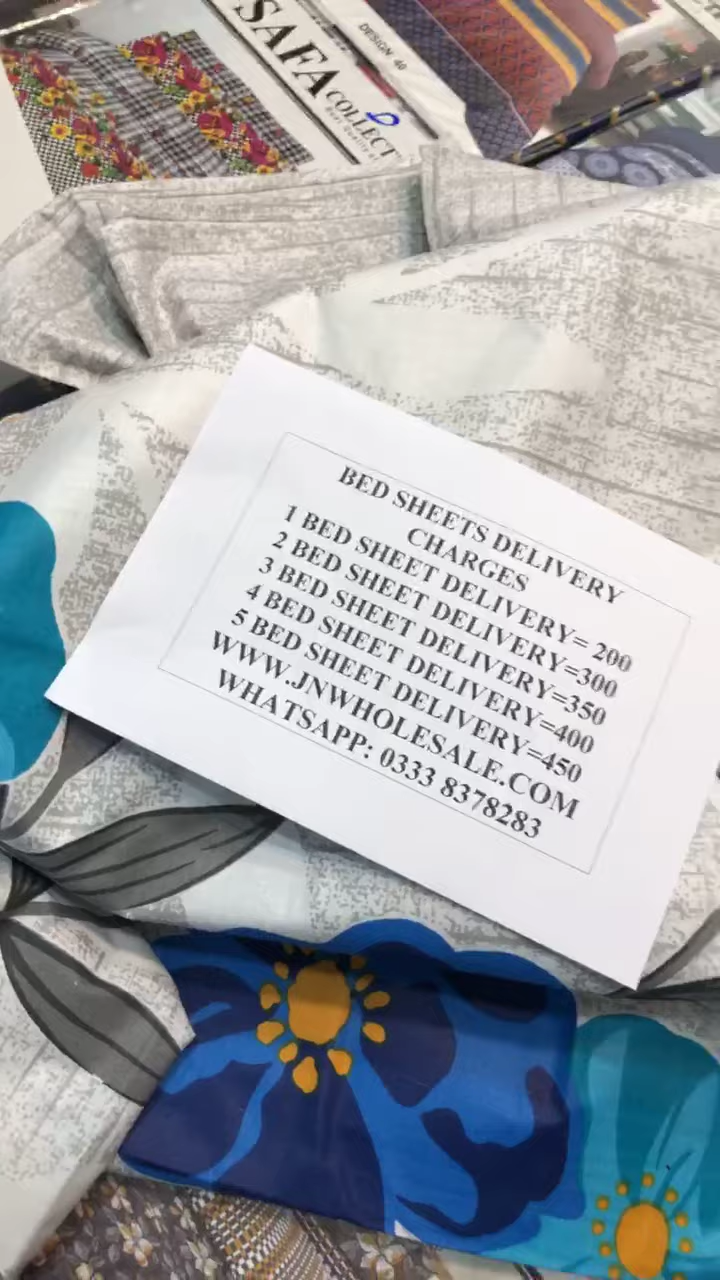 SAFA
COLLECT
DESIGN 40
BED SHEETS DELIVERY
CHARGES
1 BED SHEET DELIVERY= 200
2 BED SHEET DELIVERY=300
3 BED SHEET DELIVERY=350
4 BED SHEET DELIVERY=400
5 BED SHEET DELIVERY=450
WWW.JNWHOLESALE.COM
WHATSAPP: 0333 8378283